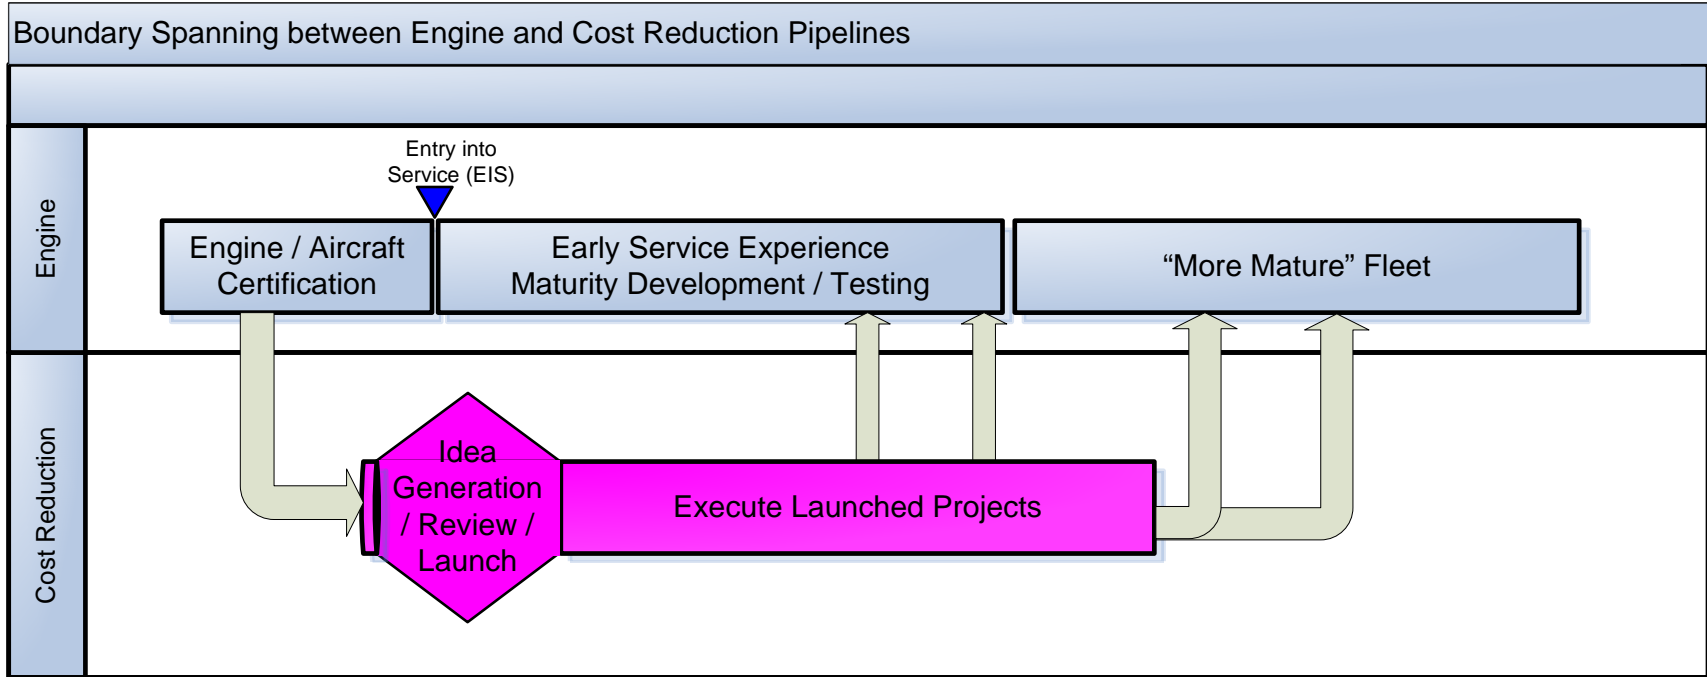 Boundary Spanning between Engine and Cost Reduction Pipelines
Engine
Entry into
Service (EIS)
Engine / Aircraft
Certification
Early Service Experience
Maturity Development / Testing
“More Mature” Fleet
Cost Reduction
Idea
Generation
/ Review /
Launch
Execute Launched Projects